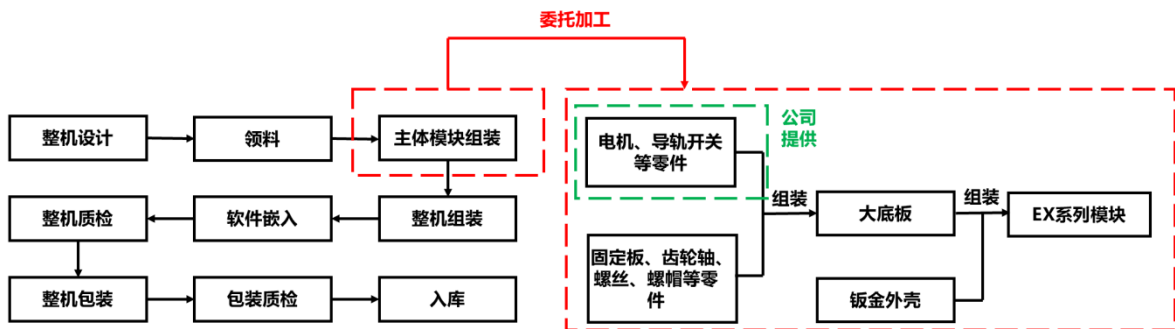 委托加工
整机设计
领料
主体模块组装
整机质检
软件嵌入
整机组装
整机包装
包装质检
入库
公司
提供
电机、导轨开关
等零件
组装
大底板
组装
EX系列模块
固定板、齿轮轴、
螺丝、螺帽等零
件
钣金外壳